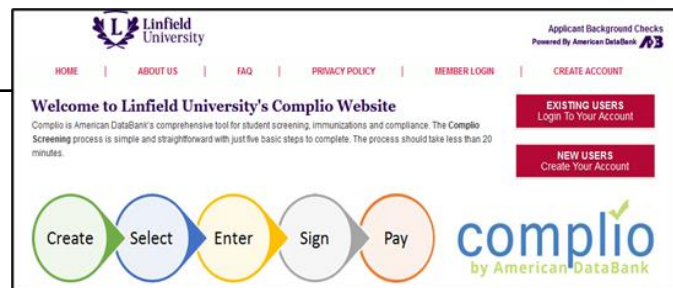 L
Linfield
University
Applicant Background Checks
Powered By American DataBank ADB
HOME | ABOUT US | FAQ | PRIVACY POLICY | MEMBER LOGIN | CREATE ACCOUNT
Welcome to Linfield University's Complio Website
Complio is American DataBank's comprehensive tool for student screening, immunizations and compliance. The Complio
Screening process is simple and straightforward with just five basic steps to complete. The process should take less than 20
minutes.
EXISTING USERS
Login To Your Account
NEW USERS
Create Your Account
Create Select Enter Sign Pay
complio
by American DataBank